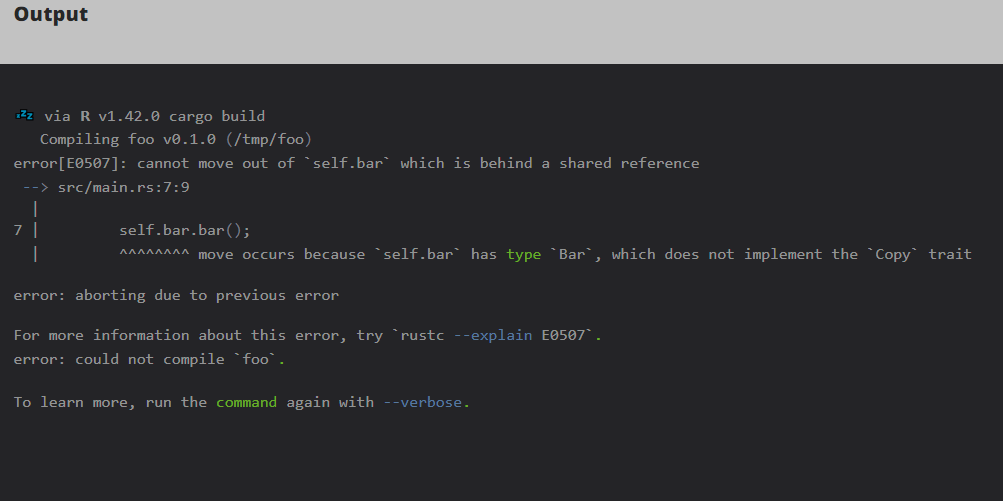 Output
💤 via R v1.42.0 cargo build
Compiling foo v0.1.0 (/tmp/foo)
error[E0507]: cannot move out of `self.bar` which is behind a shared reference
--> src/main.rs:7:9
|
7 | self.bar.bar();
| ^^^^^^^^ move occurs because `self.bar` has type `Bar`, which does not implement the `Copy` trait
error: aborting due to previous error
For more information about this error, try `rustc --explain E0507`.
error: could not compile `foo`.
To learn more, run the command again with --verbose.